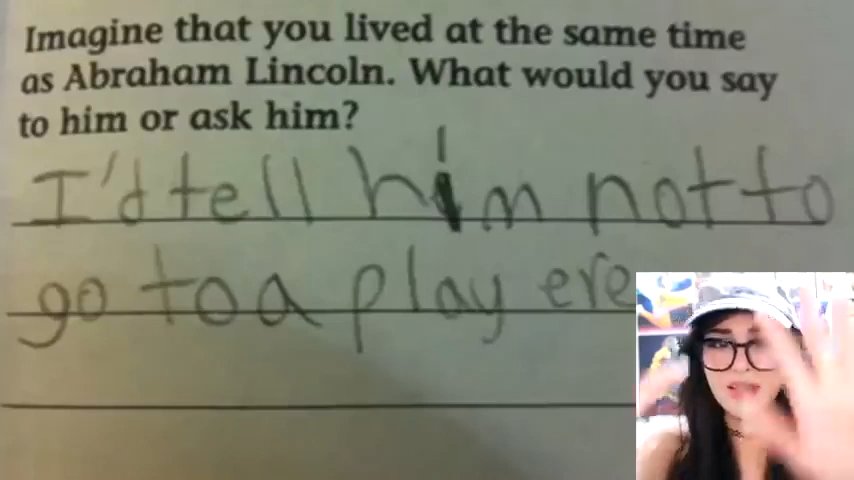 Imagine that you lived at the same time
as Abraham Lincoln. What would you say
to him or ask him?
I'd tell him not to
go to a play